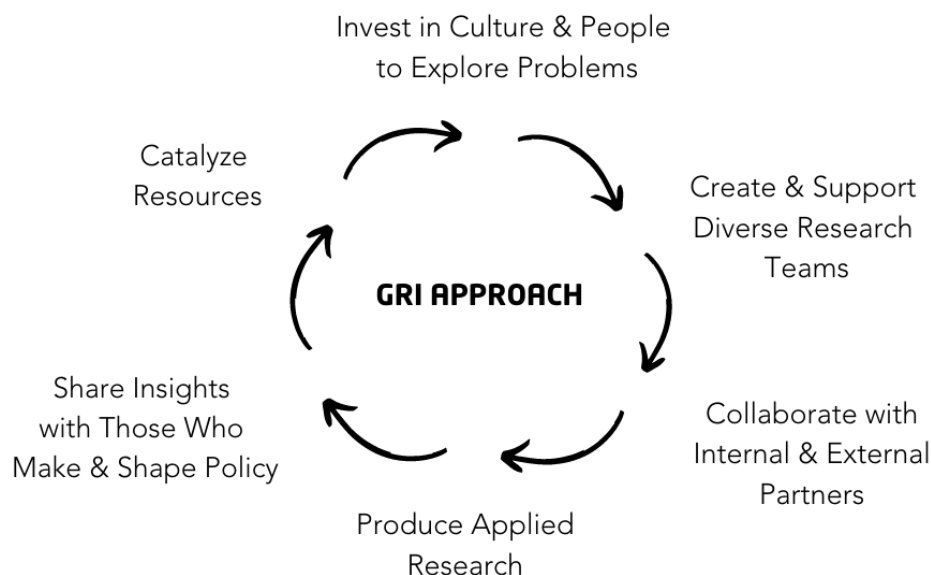 Invest in Culture & People
to Explore Problems
Create & Support
Diverse Research
Teams
Collaborate with
Internal & External
Partners
Produce Applied
Research
Share Insights
with Those Who
Make & Shape Policy
Catalyze
Resources
GRI APPROACH